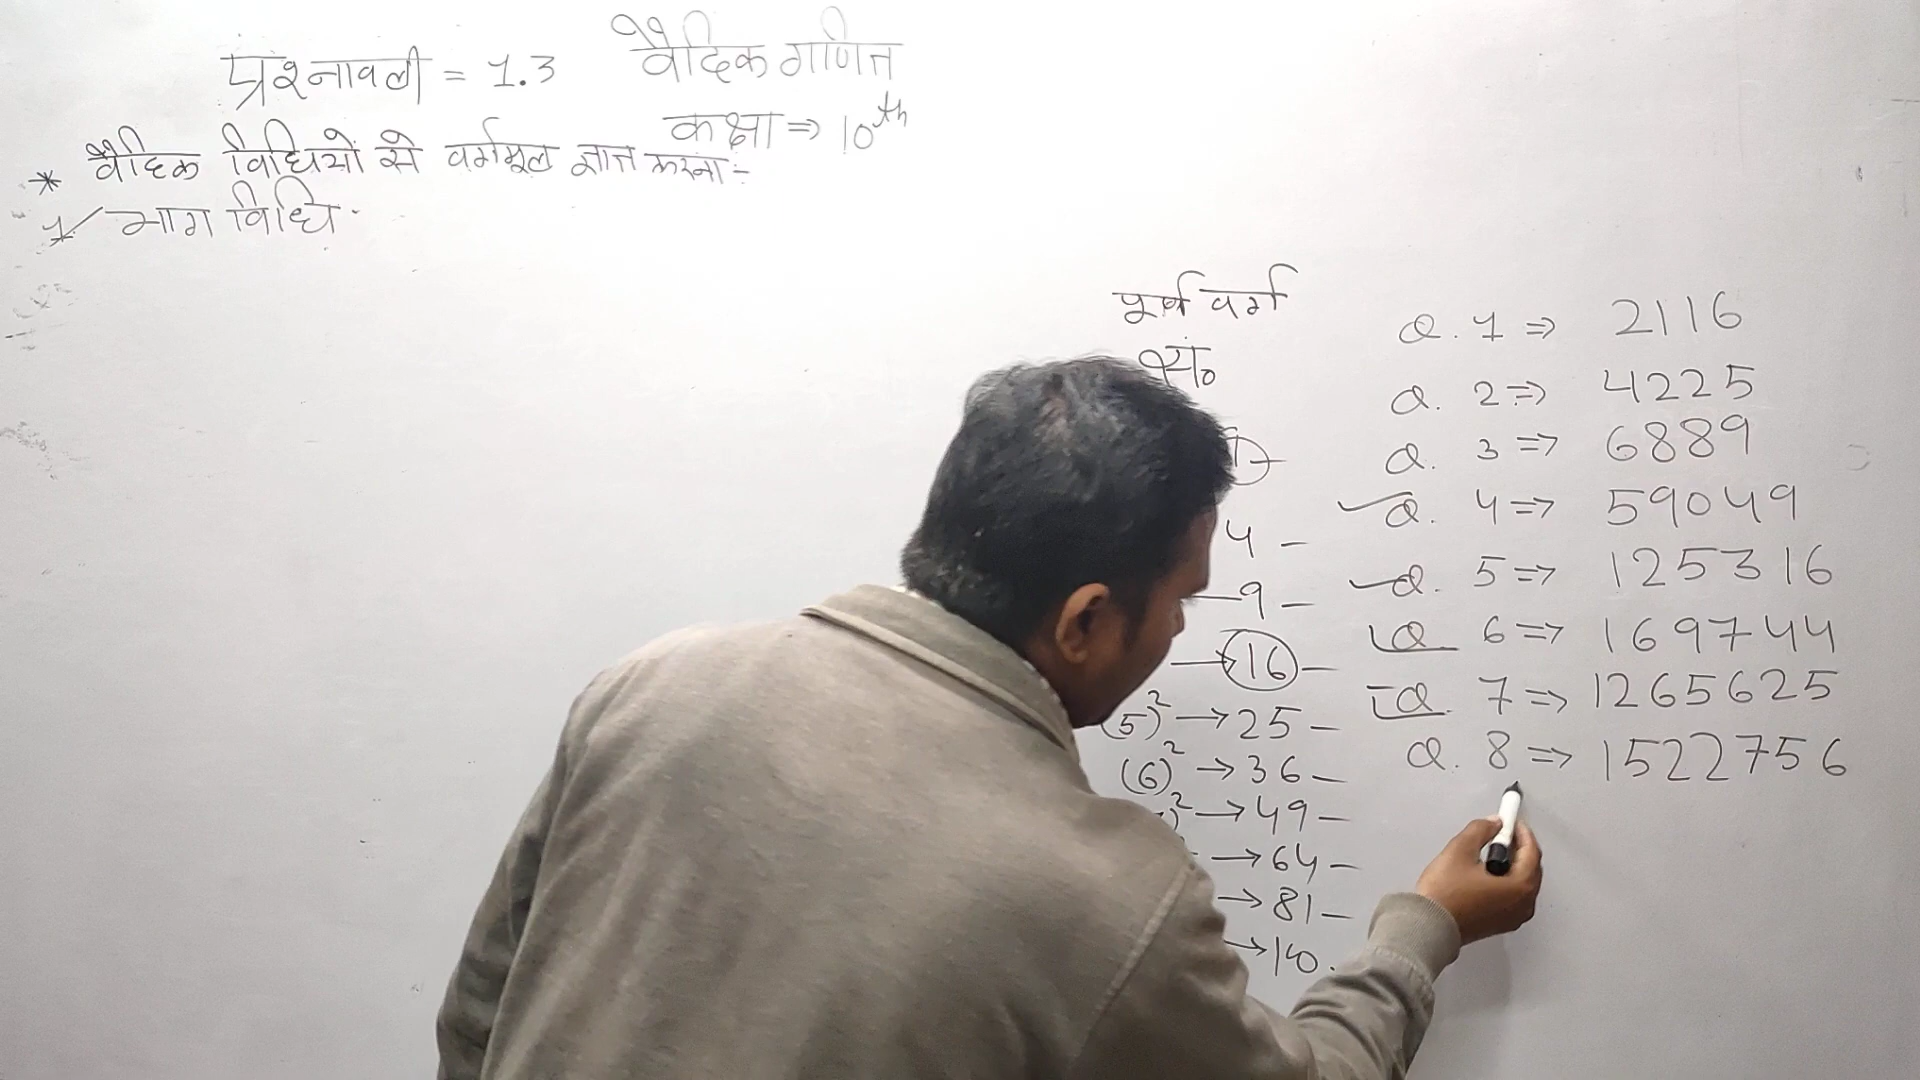 प्रश्नावली = 1.3
वैदिक गणित
कक्षा ⇒ 10th
* वैदिक विधियों से वर्गमूल ज्ञात करना :-
1. भाग विधि -
पूर्ण वर्ग
सं०
1 -
4 -
9 -
→ 16 -
(5)² → 25 -
(6)² → 36 -
)² → 49 -
→ 64 -
→ 81 -
Q. 1 ⇒ 2116
Q. 2 ⇒ 4225
Q. 3 ⇒ 6889
Q. 4 ⇒ 59049
Q. 5 ⇒ 125316
Q 6 ⇒ 169744
Q. 7 ⇒ 1265625
Q. 8 ⇒ 1522756